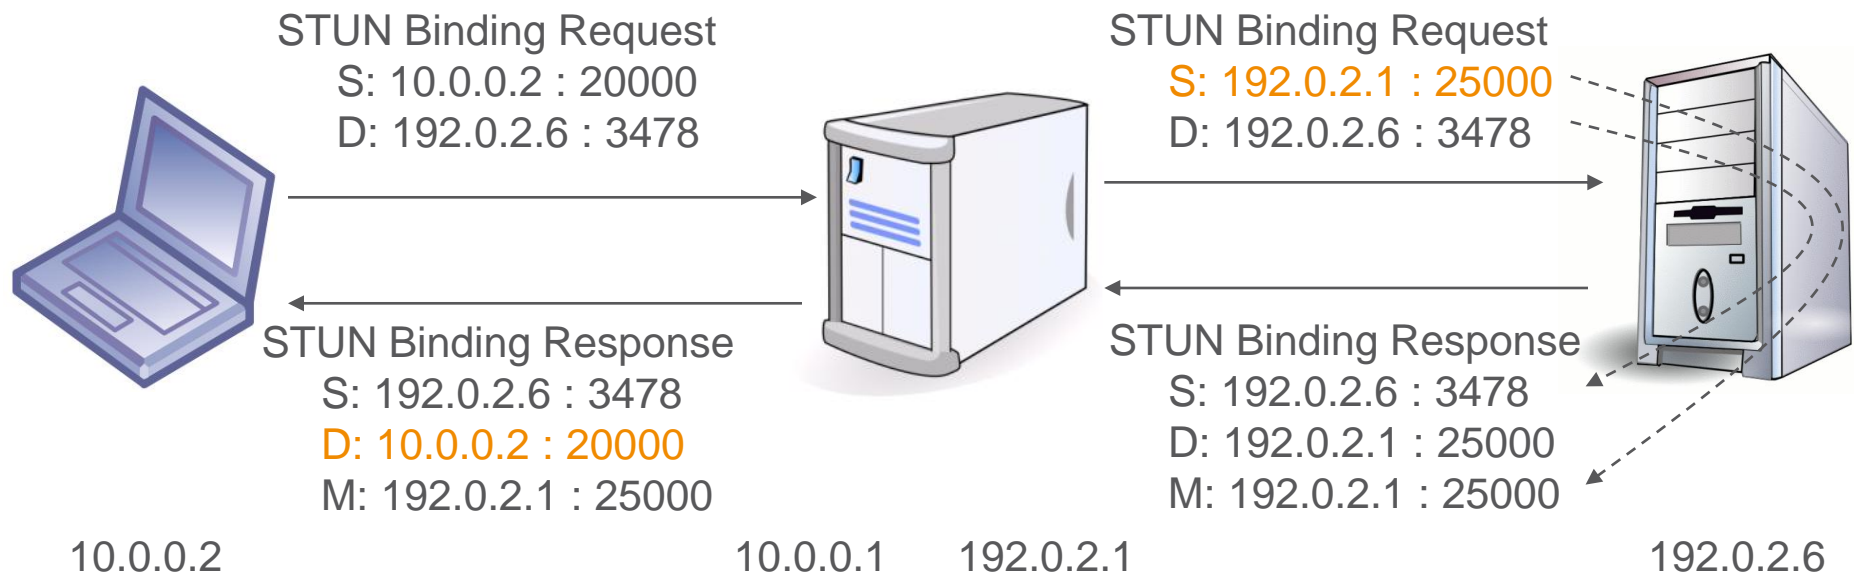 STUN Binding Request
S: 10.0.0.2 : 20000
D: 192.0.2.6 : 3478
STUN Binding Request
S: 192.0.2.1 : 25000
D: 192.0.2.6 : 3478
STUN Binding Response
S: 192.0.2.6 : 3478
D: 10.0.0.2 : 20000
M: 192.0.2.1 : 25000
STUN Binding Response
S: 192.0.2.6 : 3478
D: 192.0.2.1 : 25000
M: 192.0.2.1 : 25000
10.0.0.2
10.0.0.1
192.0.2.1
192.0.2.6